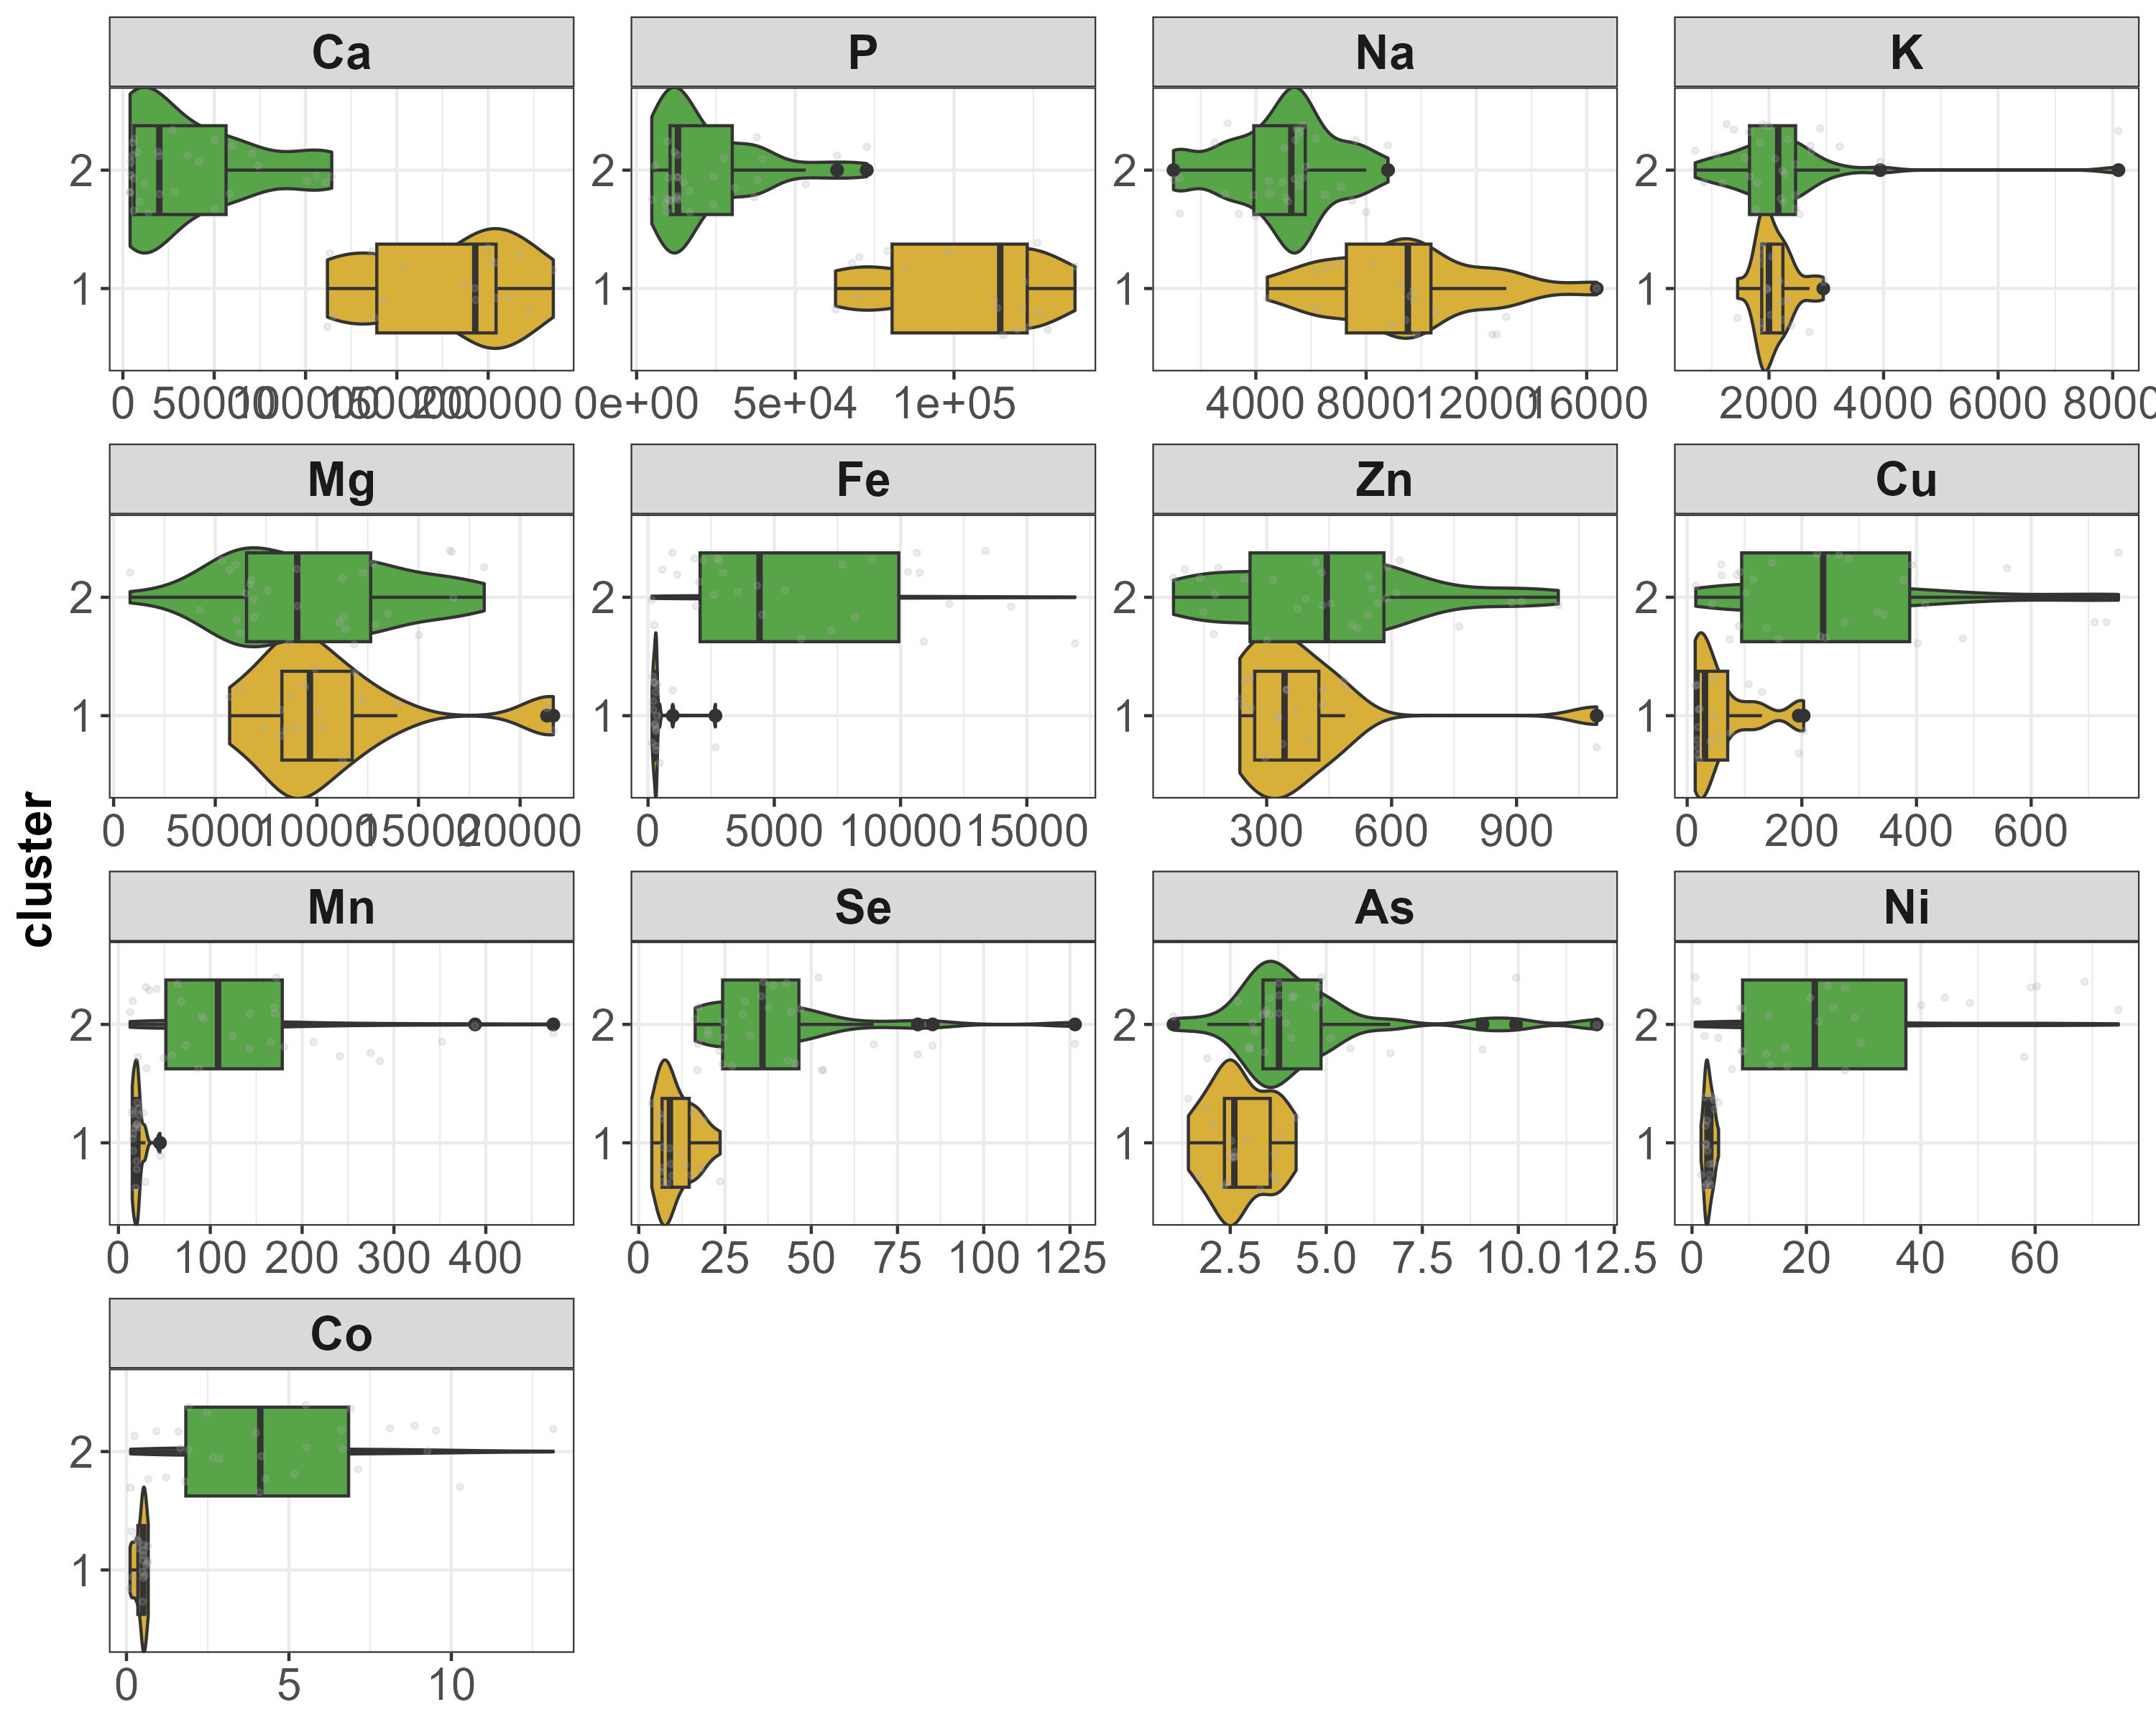 Ca P Na K
2 2 2 2
1 1 1 1
0 50000 100000 150000 200000 0e+00 5e+04 1e+05 4000 8000 12000 16000 2000 4000 6000 8000
Mg Fe Zn Cu
2 2 2 2
1 1 1 1
0 5000 10000 15000 20000 0 5000 10000 15000 300 600 900 0 200 400 600
cluster
Mn Se As Ni
2 2 2 2
1 1 1 1
0 100 200 300 400 0 25 50 75 100 125 2.5 5.0 7.5 10.0 12.5 0 20 40 60
Co
2
1
0 5 10